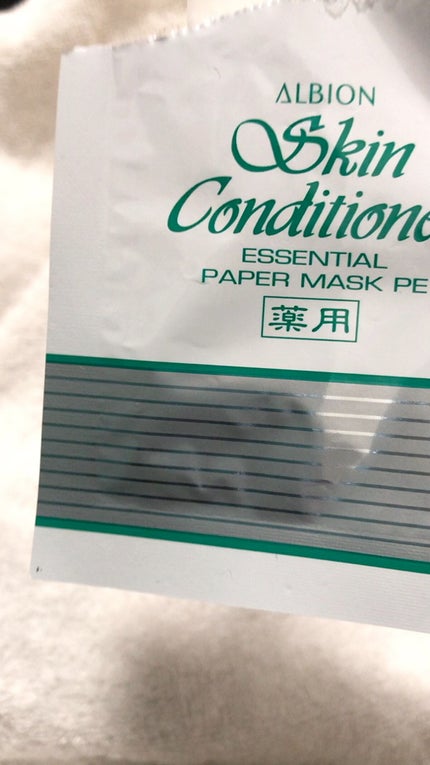 ALBION
Skin
Conditione
ESSENTIAL
PAPER MASK PE
薬用